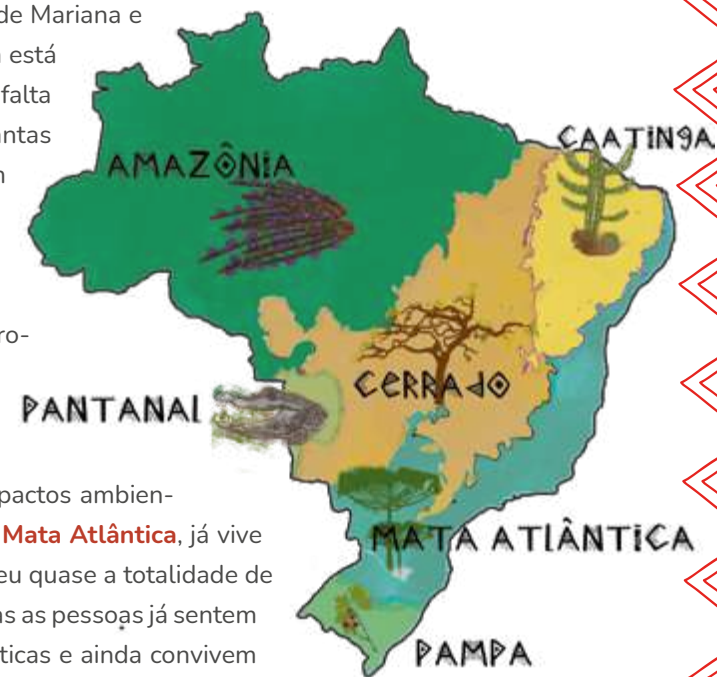 de Mariana e
está
falta
AMAZÔNIA
CAATINGA
ro-
CERRADO
PANTANAL
pactos ambien-
Mata Atlântica, já vive
MATA ATLÂNTICA
eu quase a totalidade de
as as pessoas já sentem
ticas e ainda convivem
PAMPA